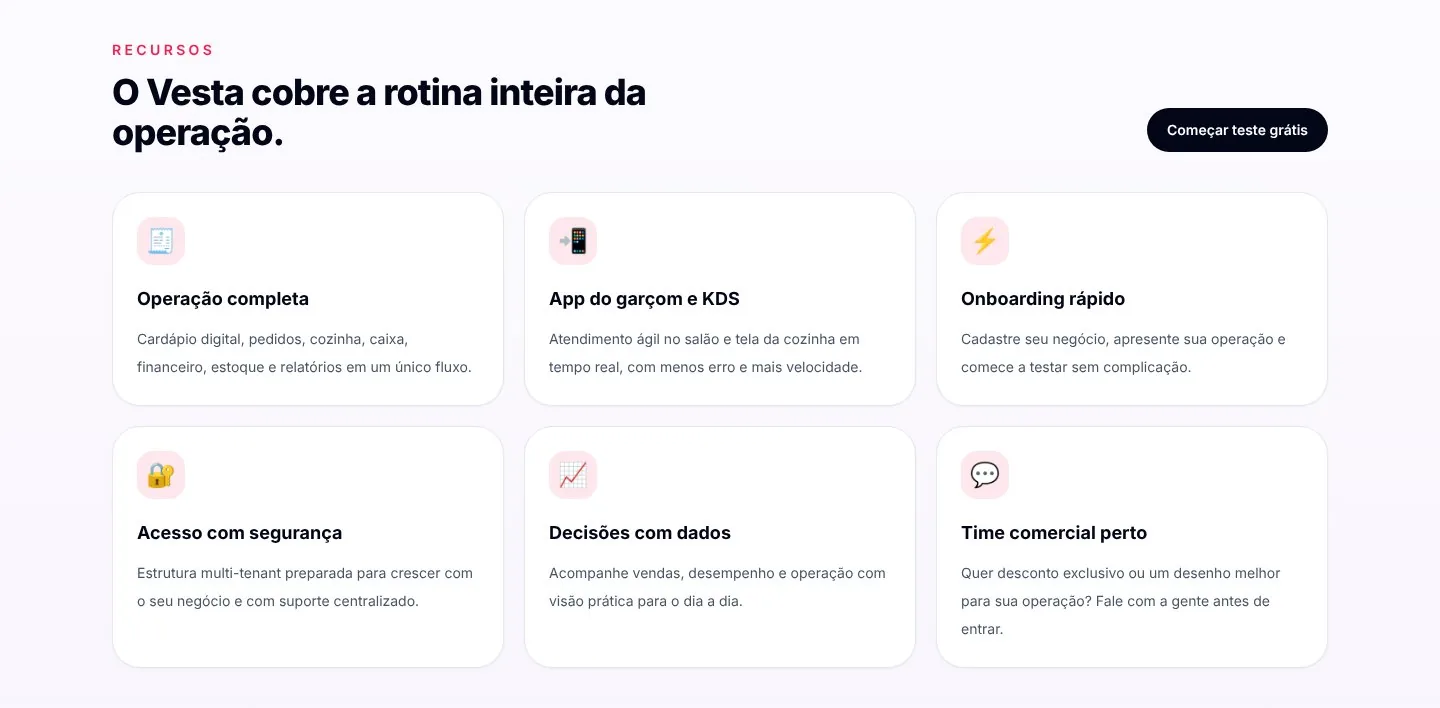 RECURSOS
O Vesta cobre a rotina inteira da
operação.
Começar teste grátis
Operação completa
Cardápio digital, pedidos, cozinha, caixa,
financeiro, estoque e relatórios em um único fluxo.
App do garçom e KDS
Atendimento ágil no salão e tela da cozinha em
tempo real, com menos erro e mais velocidade.
Onboarding rápido
Cadastre seu negócio, apresente sua operação e
comece a testar sem complicação.
Acesso com segurança
Estrutura multi-tenant preparada para crescer com
o seu negócio e com suporte centralizado.
Decisões com dados
Acompanhe vendas, desempenho e operação com
visão prática para o dia a dia.
Time comercial perto
Quer desconto exclusivo ou um desenho melhor
para sua operação? Fale com a gente antes de
entrar.